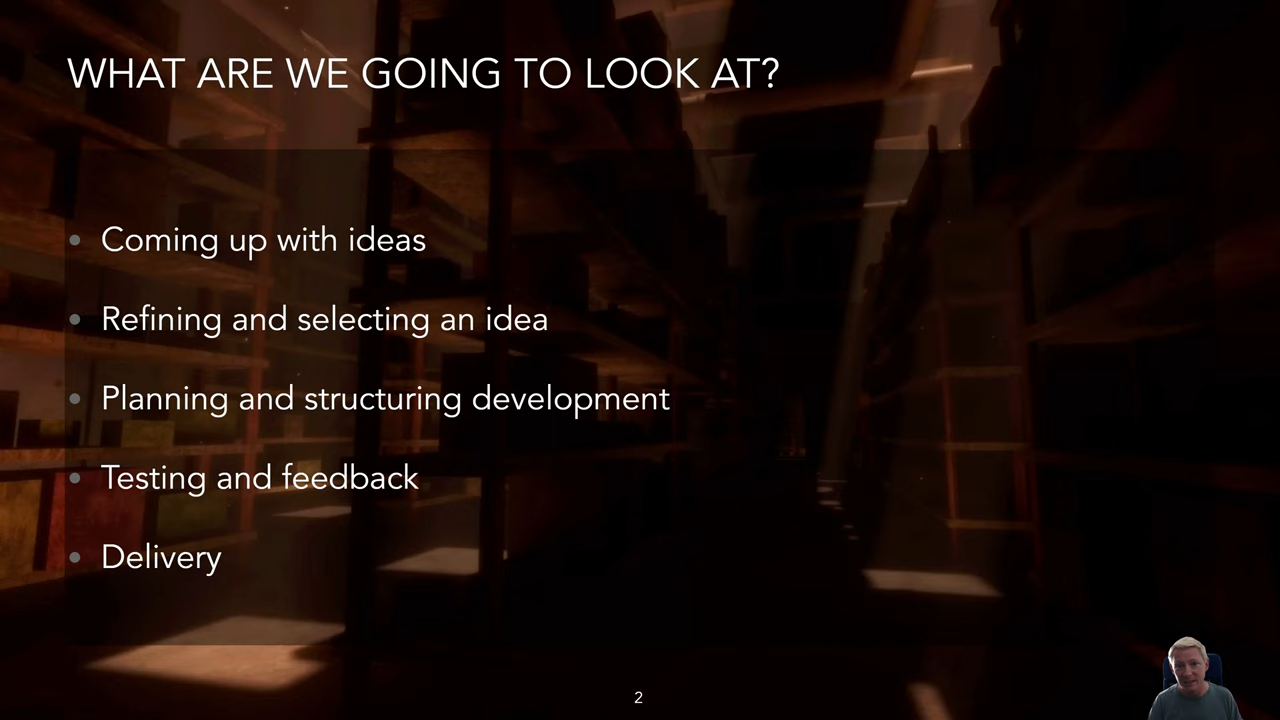 WHAT ARE WE GOING TO LOOK AT?
• Coming up with ideas
• Refining and selecting an idea
• Planning and structuring development
• Testing and feedback
• Delivery
2